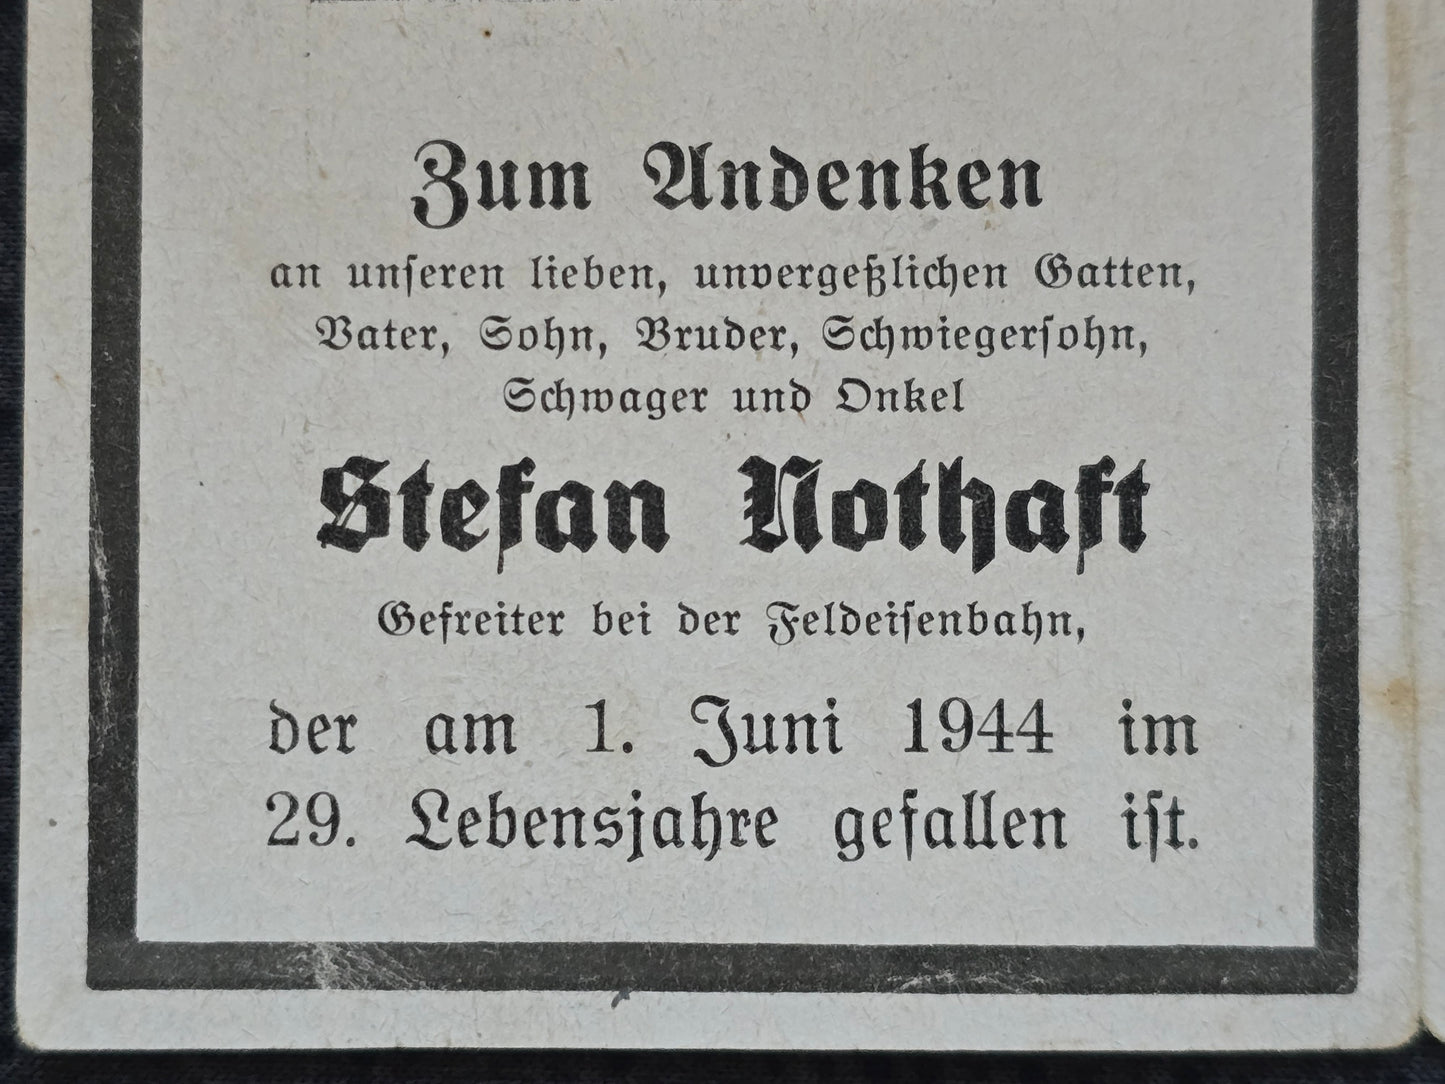 Zum Andenken
an unseren lieben, unvergeßlichen Gatten,
Vater, Sohn, Bruder, Schwiegersohn,
Schwager und Onkel
Stefan Nothaft
Gefreiter bei der Feldeisenbahn,
der am 1. Juni 1944 im
29. Lebensjahre gefallen ist.